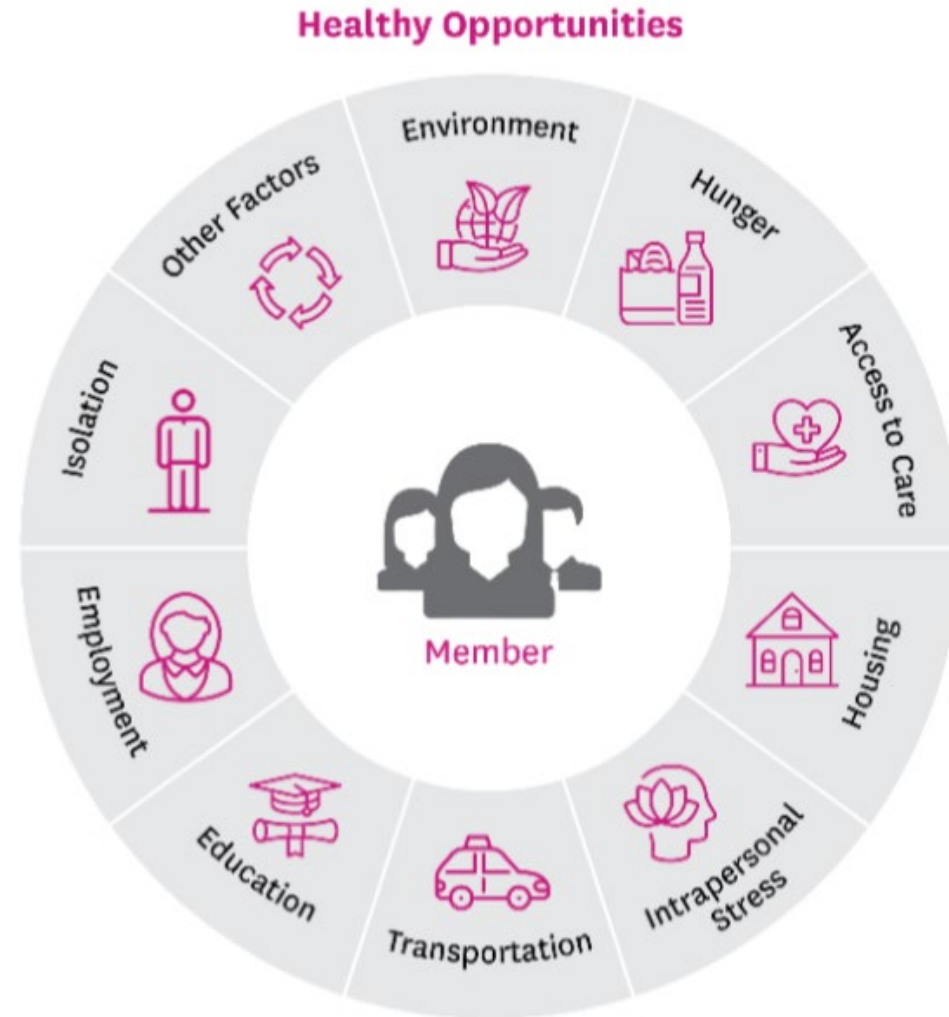 Healthy Opportunities
Environment
Hunger
Access to Care
Housing
Intrapersonal
Stress
Transportation
Education
Employment
Isolation
Other Factors
Member